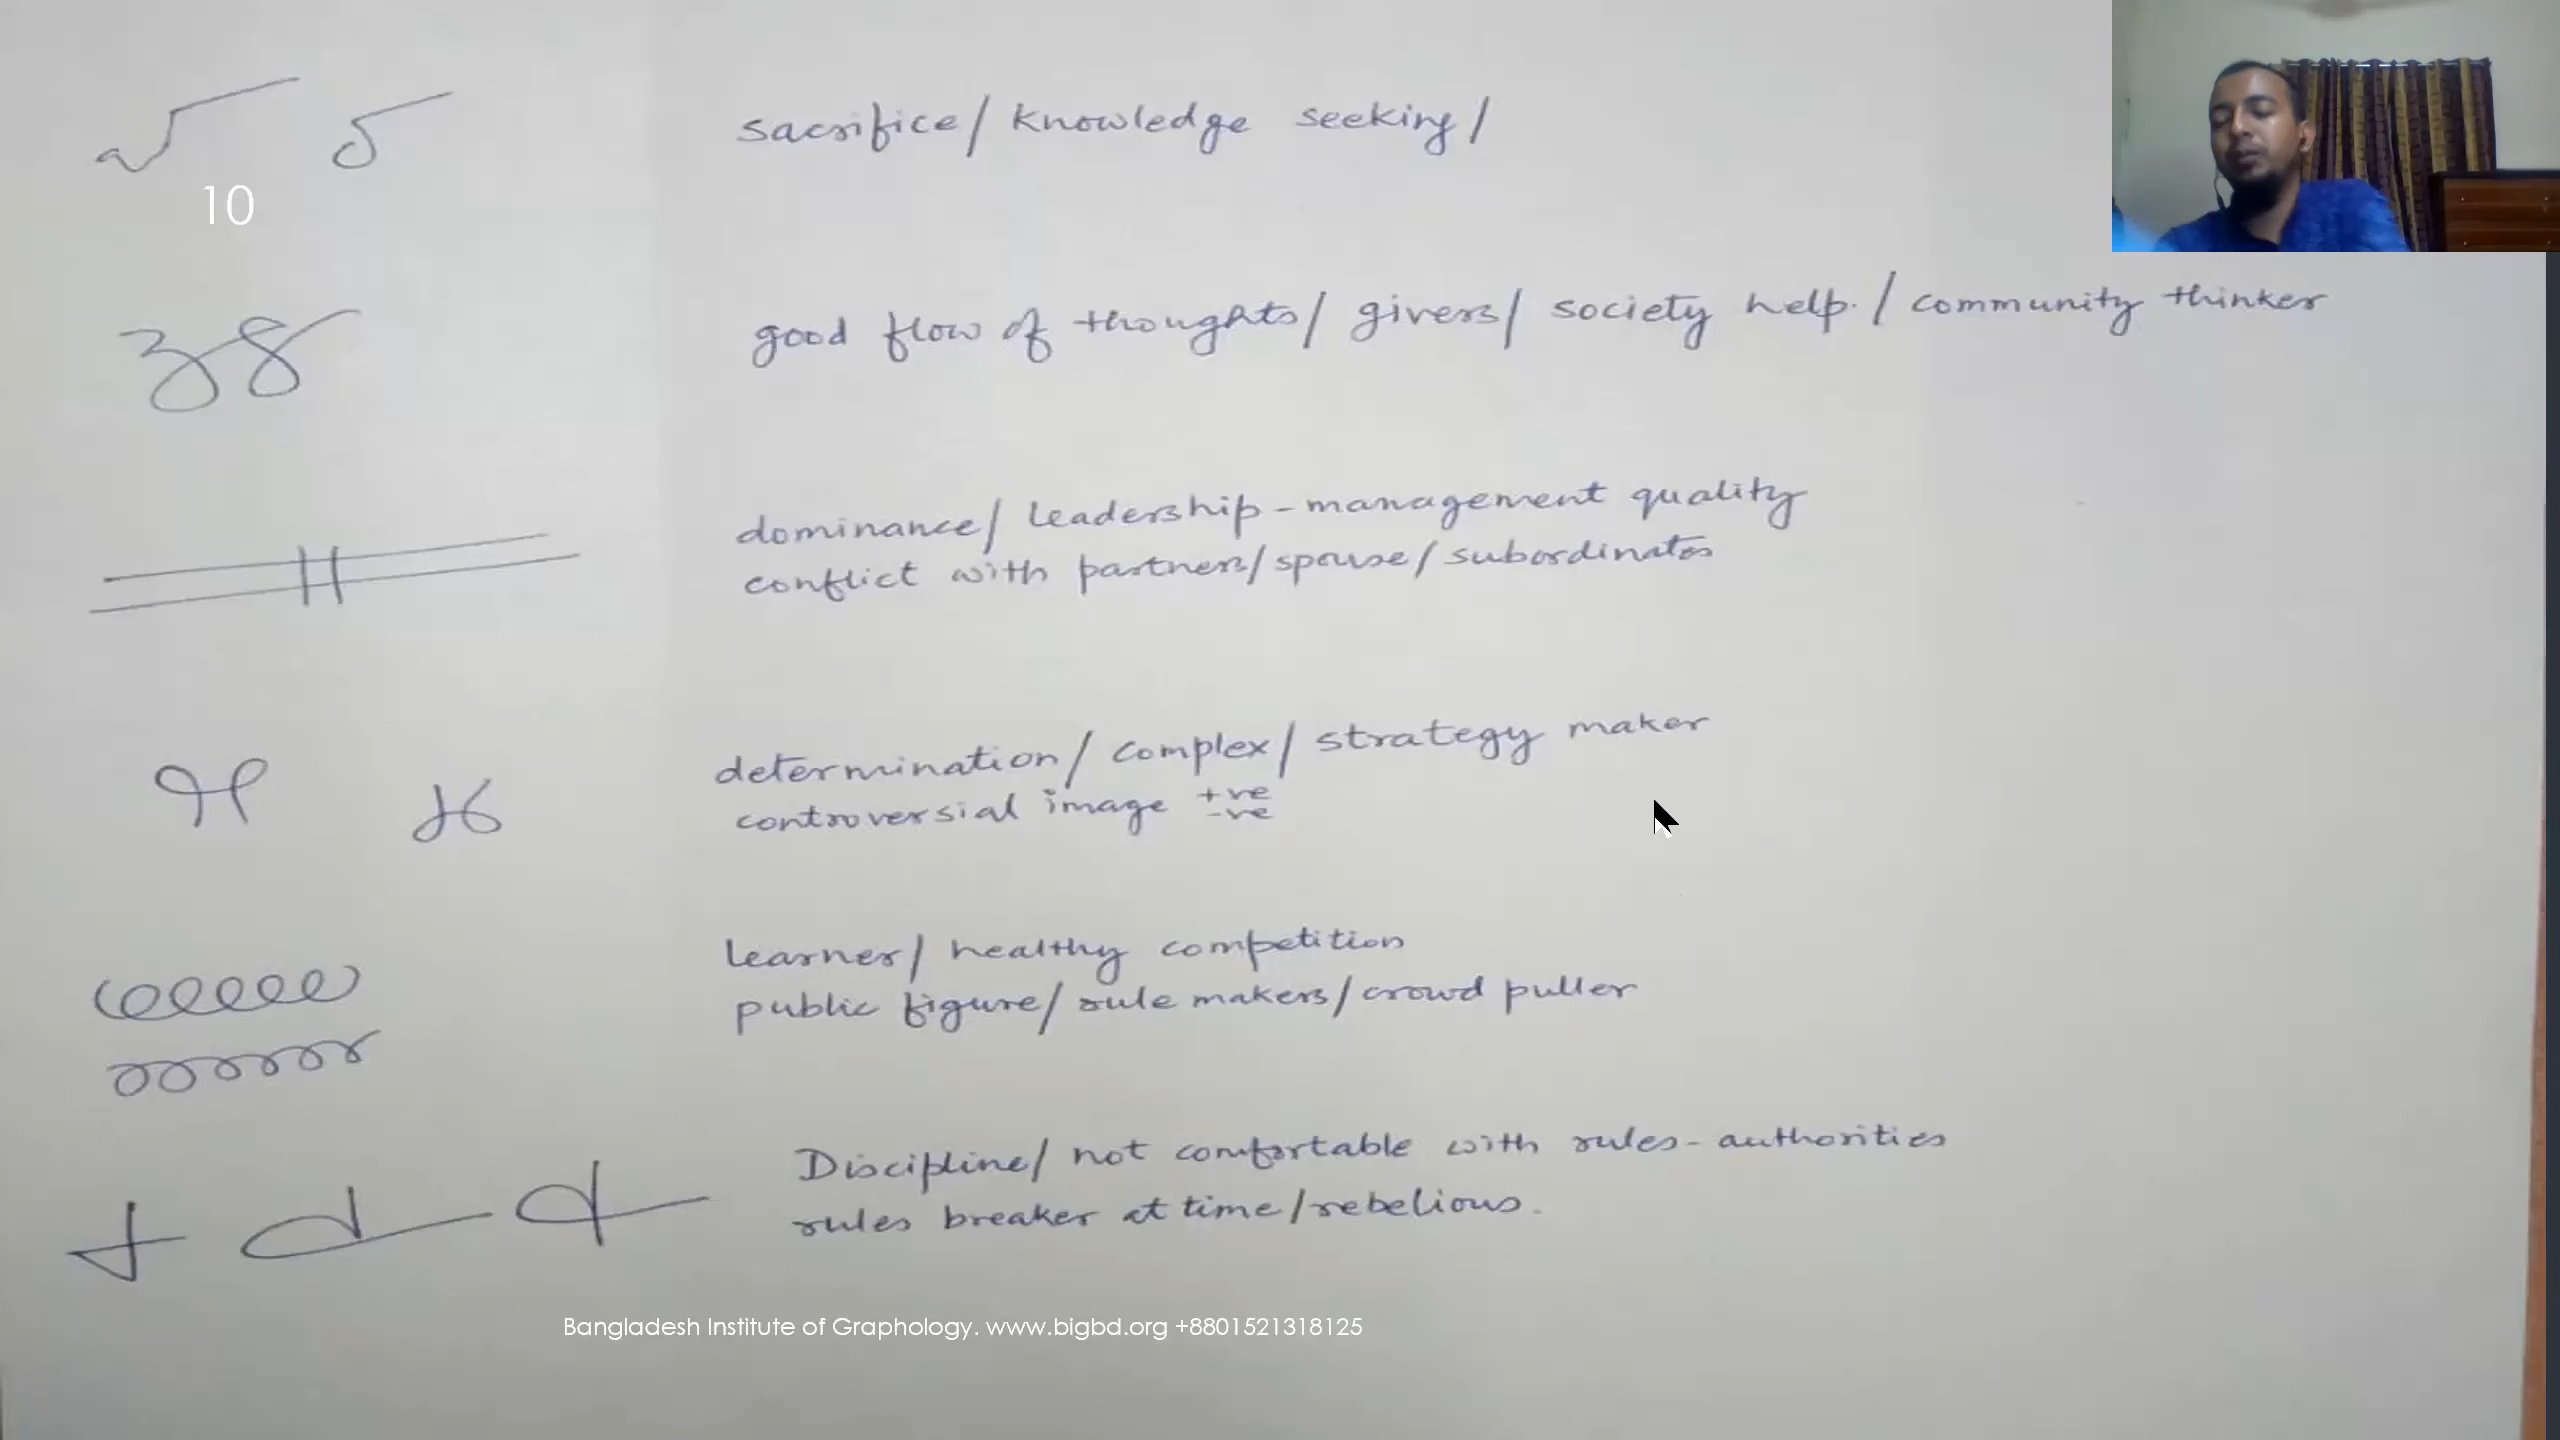 sacrifice/ knowledge seeking/
10
good flow of thoughts/ givers/ society help./ community thinker
dominance/ leadership-management quality
conflict with partners/spouse/subordinates
determination/ complex/ strategy maker
controversial image +ve
-ve
learner/ healthy competition
public figure/ rule makers/crowd puller
Discipline/ not comfortable with rules-authorities
rules breaker at time/rebelious.
Bangladesh Institute of Graphology. www.bigbd.org +8801521318125